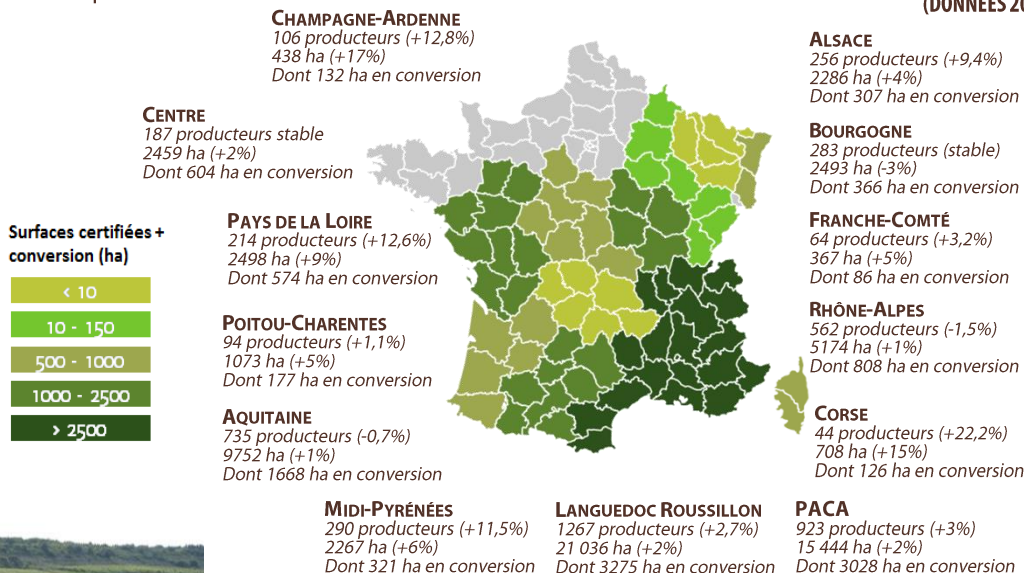 (DONNÉES 20
CHAMPAGNE-ARDENNE
106 producteurs (+12,8%)
438 ha (+17%)
Dont 132 ha en conversion
ALSACE
256 producteurs (+9,4%)
2286 ha (+4%)
Dont 307 ha en conversion
CENTRE
187 producteurs stable
2459 ha (+2%)
Dont 604 ha en conversion
BOURGOGNE
283 producteurs (stable)
2493 ha (-3%)
Dont 366 ha en conversion
Surfaces certifiées +
conversion (ha)
< 10
10 - 150
500 - 1000
1000 - 2500
> 2500
PAYS DE LA LOIRE
214 producteurs (+12,6%)
2498 ha (+9%)
Dont 574 ha en conversion
FRANCHE-COMTÉ
64 producteurs (+3,2%)
367 ha (+5%)
Dont 86 ha en conversion
POITOU-CHARENTES
94 producteurs (+1,1%)
1073 ha (+5%)
Dont 177 ha en conversion
RHÔNE-ALPES
562 producteurs (-1,5%)
5174 ha (+1%)
Dont 808 ha en conversion
AQUITAINE
735 producteurs (-0,7%)
9752 ha (+1%)
Dont 1668 ha en conversion
CORSE
44 producteurs (+22,2%)
708 ha (+15%)
Dont 126 ha en conversion
MIDI-PYRÉNÉES
290 producteurs (+11,5%)
2267 ha (+6%)
Dont 321 ha en conversion
LANGUEDOC ROUSSILLON
1267 producteurs (+2,7%)
21 036 ha (+2%)
Dont 3275 ha en conversion
PACA
923 producteurs (+3%)
15 444 ha (+2%)
Dont 3028 ha en conversion